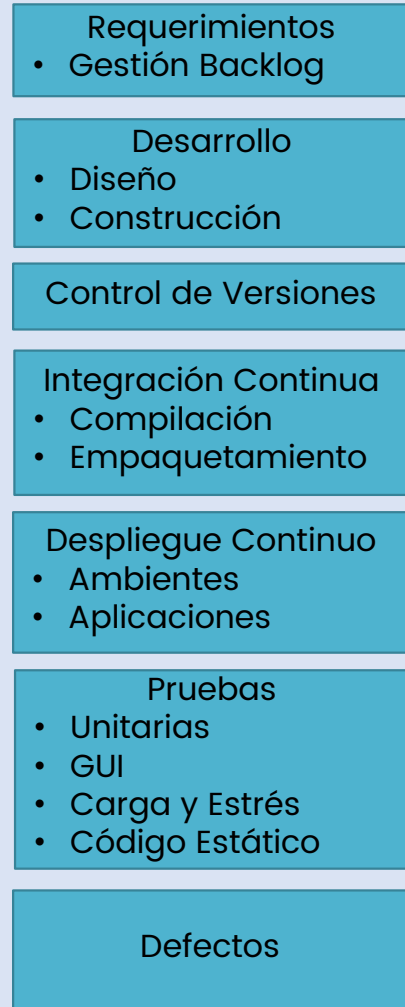 Requerimientos
• Gestión Backlog
Desarrollo
• Diseño
• Construcción
Control de Versiones
Integración Continua
• Compilación
• Empaquetamiento
Despliegue Continuo
• Ambientes
• Aplicaciones
Pruebas
• Unitarias
• GUI
• Carga y Estrés
• Código Estático
Defectos